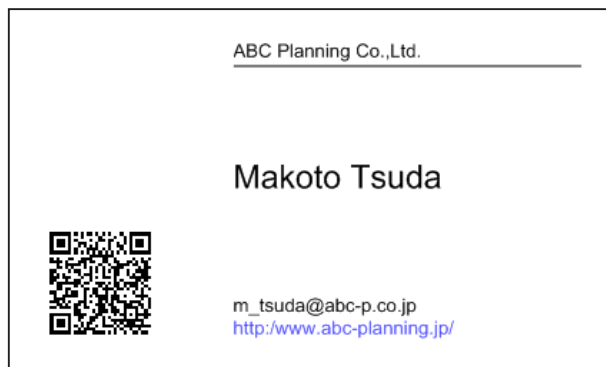 ABC Planning Co.,Ltd.
Makoto Tsuda
m_tsuda@abc-p.co.jp
http:/www.abc-planning.jp/